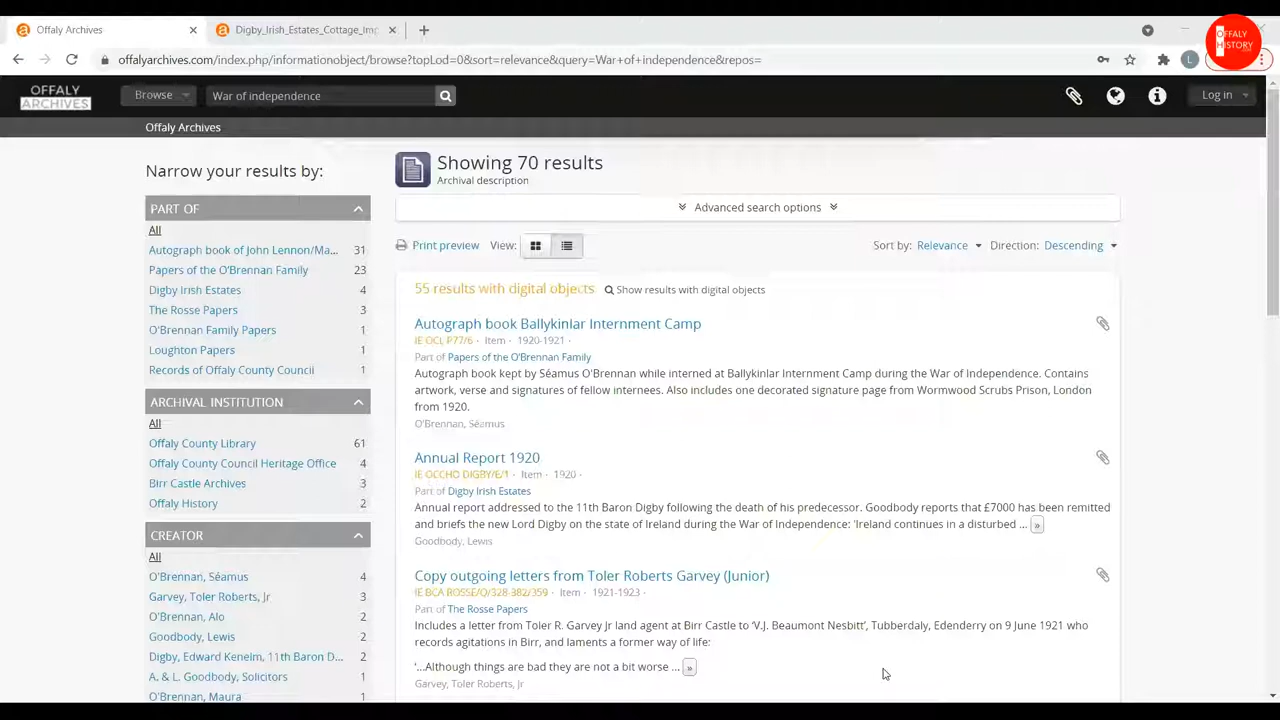 Offaly Archives
Digby_Irish_Estates_Cottage_Imp
OFFALY
HISTORY
offalyarchives.com/index.php/informationobject/browse?topLod=0&sort=relevance&query=War+of+independence&repos=
L
OFFALY
ARCHIVES
Browse
War of independence
Log in
Offaly Archives
Narrow your results by:
Showing 70 results
Archival description
PART OF
Advanced search options
All
Autograph book of John Lennon/Ma... 31
Print preview View:
Sort by: Relevance Direction: Descending
Papers of the O'Brennan Family 23
Digby Irish Estates 4
55 results with digital objects Show results with digital objects
The Rosse Papers 3
O'Brennan Family Papers 1
Loughton Papers 1
Records of Offaly County Council 1
Autograph book Ballykinlar Internment Camp
IE OCL P77/6 · Item · 1920-1921 ·
Part of Papers of the O'Brennan Family
Autograph book kept by Séamus O'Brennan while interned at Ballykinlar Internment Camp during the War of Independence. Contains
artwork, verse and signatures of fellow internees. Also includes one decorated signature page from Wormwood Scrubs Prison, London
from 1920.
O'Brennan, Séamus
ARCHIVAL INSTITUTION
All
Offaly County Library 61
Offaly County Council Heritage Office 4
Birr Castle Archives 3
Offaly History 2
Annual Report 1920
IE OCCHO DIGBY/E/1 · Item · 1920 ·
Part of Digby Irish Estates
Annual report addressed to the 11th Baron Digby following the death of his predecessor. Goodbody reports that £7000 has been remitted
and briefs the new Lord Digby on the state of Ireland during the War of Independence: 'Ireland continues in a disturbed ... »
Goodbody, Lewis
CREATOR
All
O'Brennan, Séamus 4
Garvey, Toler Roberts, Jr 3
O'Brennan, Alo 2
Goodbody, Lewis 2
Digby, Edward Kenelm, 11th Baron D... 2
A. & L. Goodbody, Solicitors 1
O'Brennan, Maura 1
Copy outgoing letters from Toler Roberts Garvey (Junior)
IE BCA ROSSE/Q/328-382/359 · Item · 1921-1923 ·
Part of The Rosse Papers
Includes a letter from Toler R. Garvey Jr land agent at Birr Castle to 'V.J. Beaumont Nesbitt', Tubberdaly, Edenderry on 9 June 1921 who
records agitations in Birr, and laments a former way of life:
'...Although things are bad they are not a bit worse ... »
Garvey, Toler Roberts, Jr